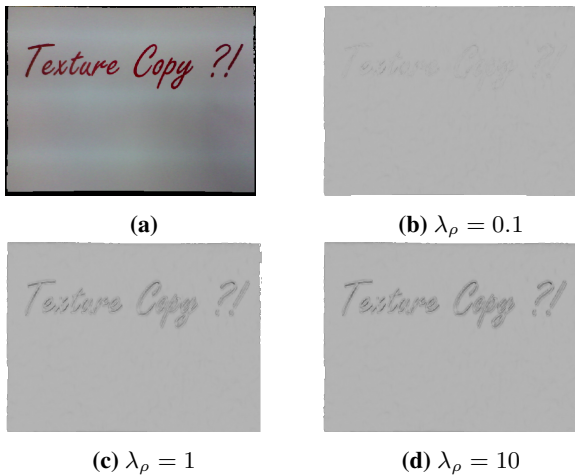 Texture Copy ?!
Texture Copy ?!
(a)
(b) λρ = 0.1
Texture Copy ?!
Texture Copy ?!
(c) λρ = 1
(d) λρ = 10